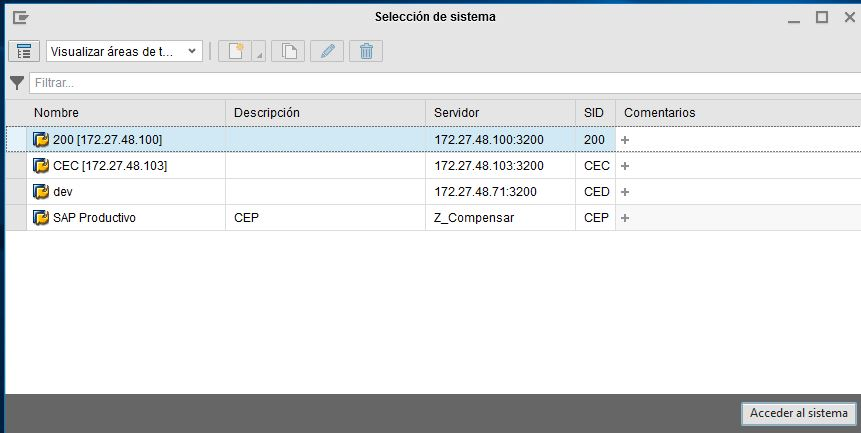 Selección de sistema
Visualizar áreas de t...
Filtrar...
Nombre Descripción Servidor SID Comentarios
200 [172.27.48.100] 172.27.48.100:3200 200 +
CEC [172.27.48.103] 172.27.48.103:3200 CEC +
dev 172.27.48.71:3200 CED +
SAP Productivo CEP Z_Compensar CEP +
Acceder al sistema